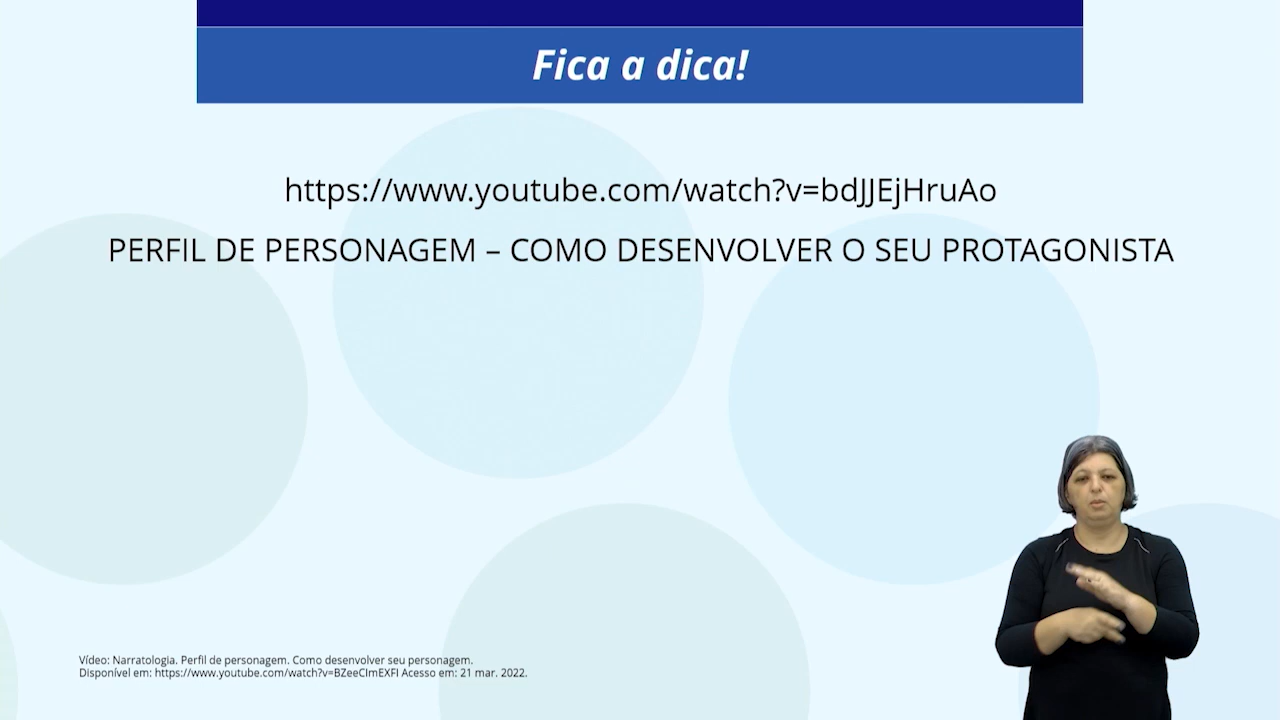 Fica a dica!
https://www.youtube.com/watch?v=bdJJEjHruAo
PERFIL DE PERSONAGEM – COMO DESENVOLVER O SEU PROTAGONISTA
Vídeo: Narratologia. Perfil de personagem. Como desenvolver seu personagem.
Disponível em: https://www.youtube.com/watch?v=BZeeCImEXFI Acesso em: 21 mar. 2022.